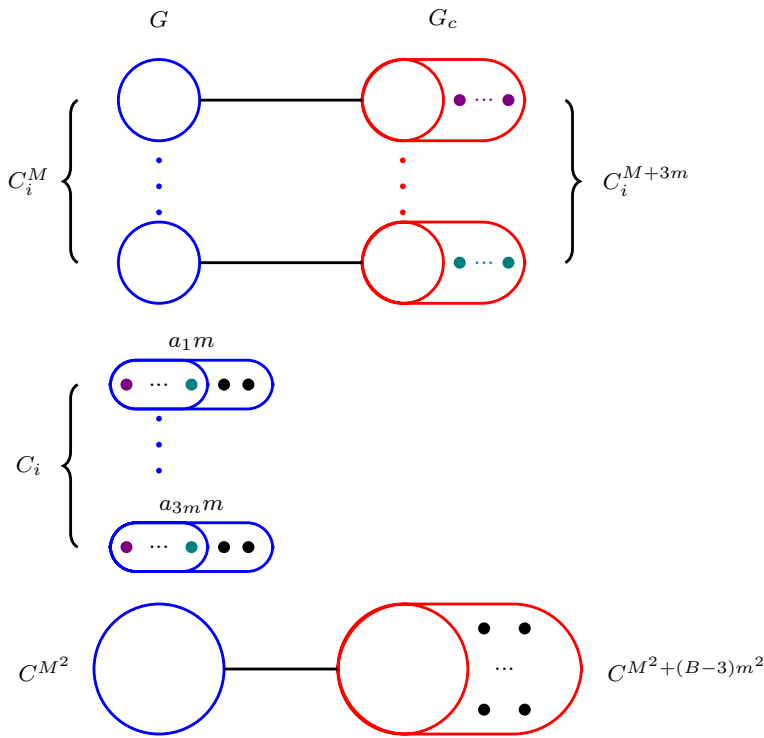 G G_c
...
C_i^M C_i^{M+3m}
...
a_1m
...
C_i
a_{3m}m
...
C^{M^2} ... C^{M^2+(B-3)m^2}